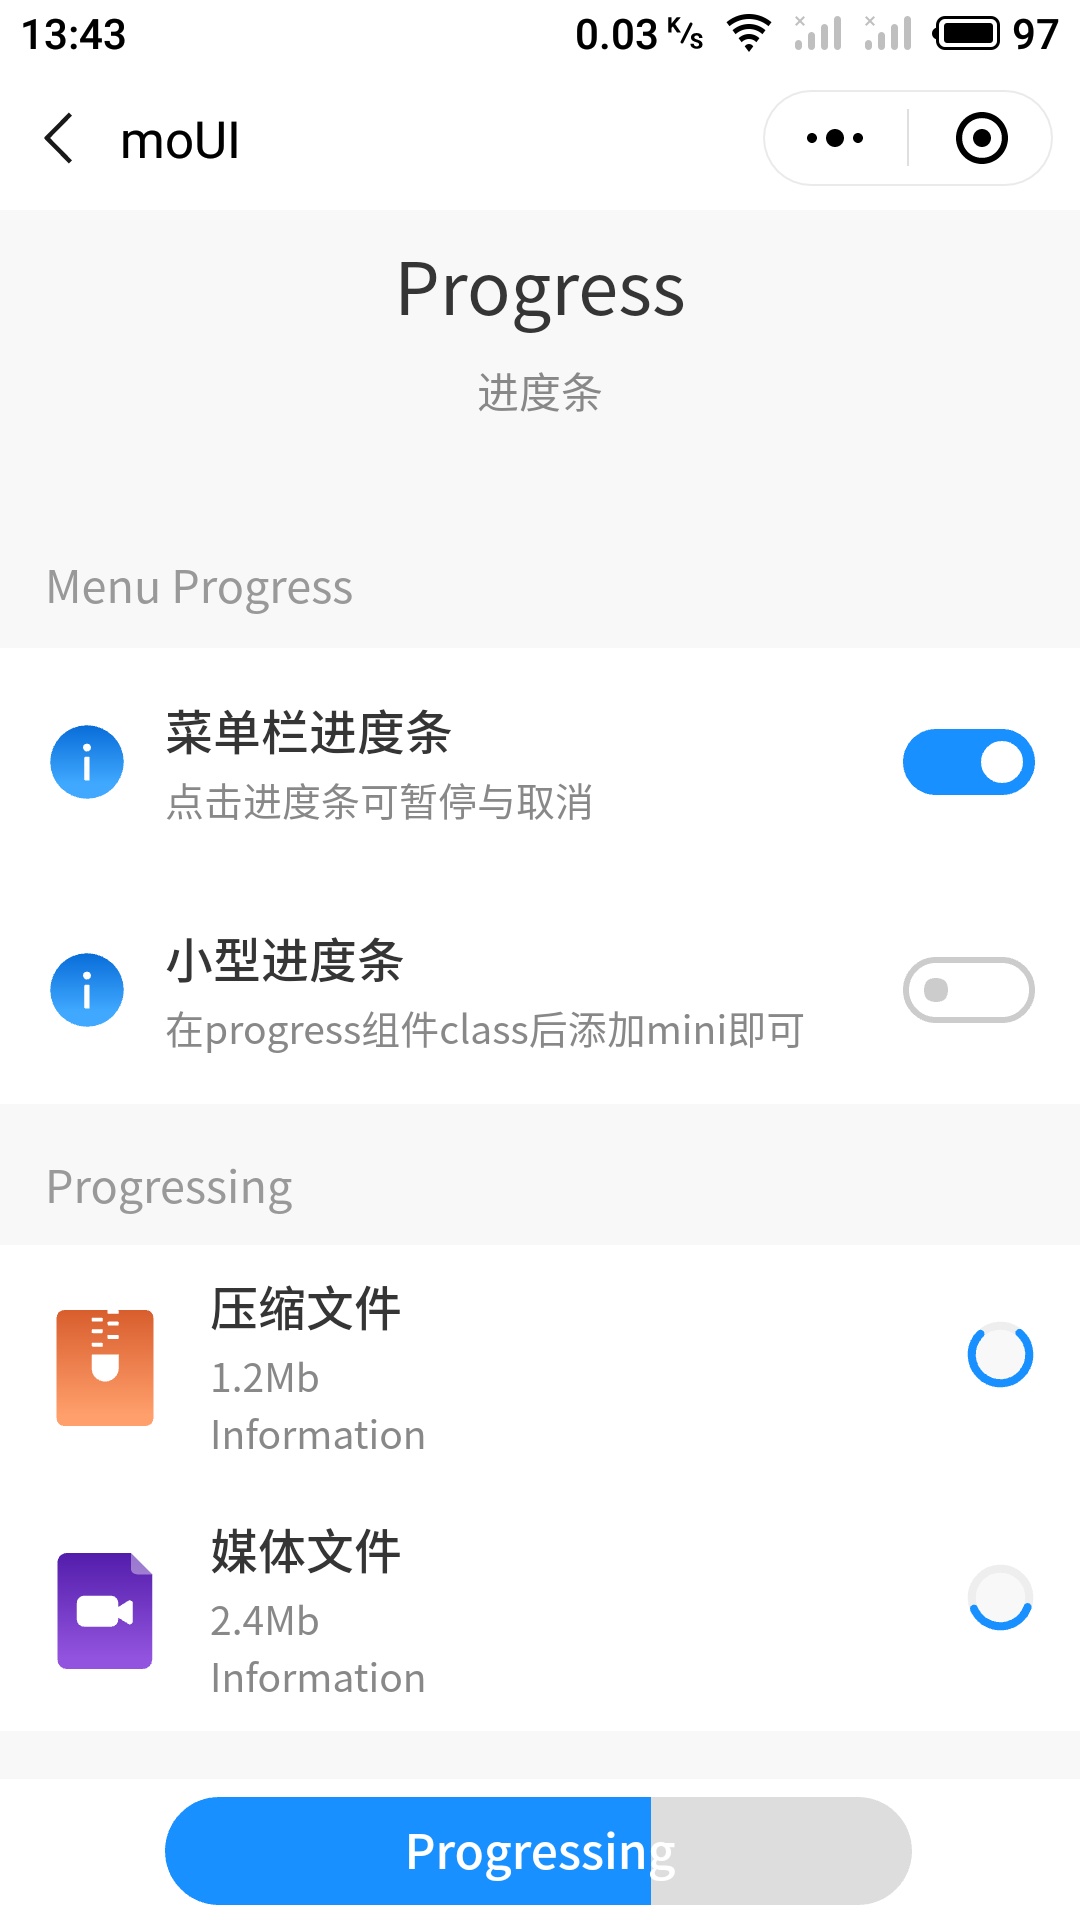 13:43
0.03 K/s
97
moUI
Progress
进度条
Menu Progress
菜单栏进度条
点击进度条可暂停与取消
小型进度条
在progress组件class后添加mini即可
Progressing
压缩文件
1.2Mb
Information
媒体文件
2.4Mb
Information
Progressing